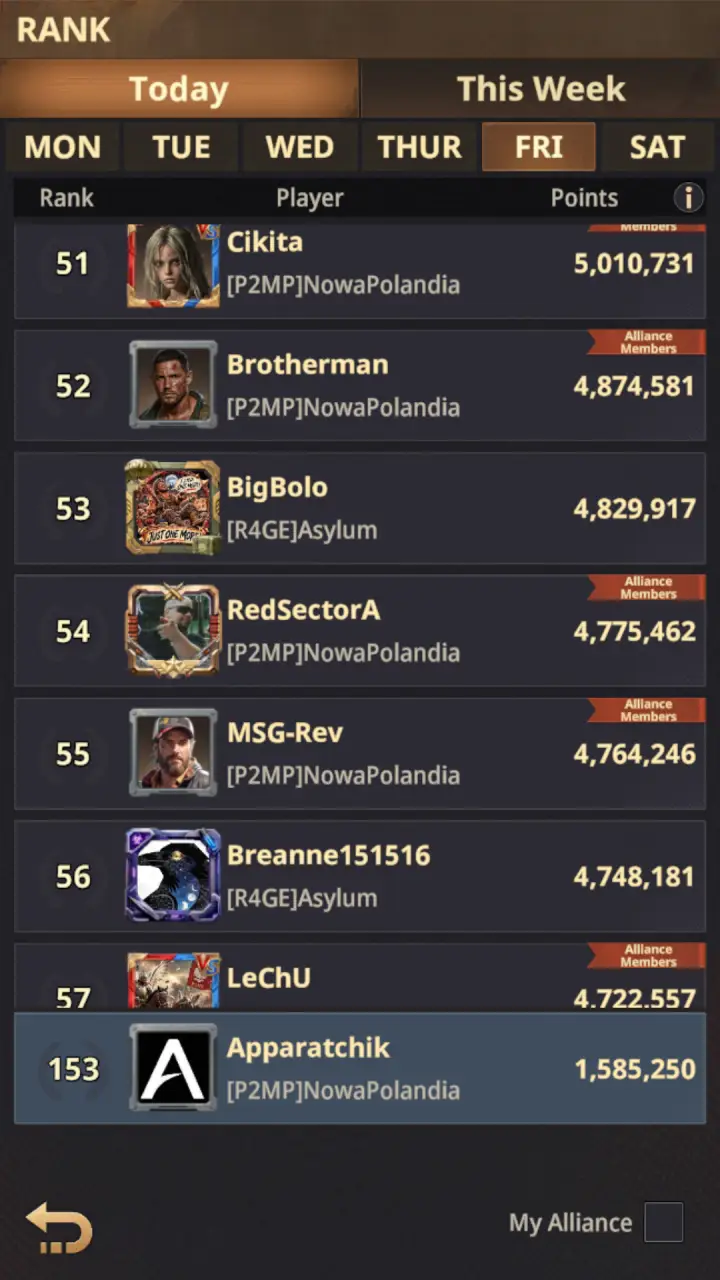 RANK
Today
This Week
MON
TUE
WED
THUR
FRI
SAT
Rank
Player
Points
i
51
Cikita
[P2MP]NowaPolandia
Members
5,010,731
52
Brotherman
[P2MP]NowaPolandia
Alliance
Members
4,874,581
53
JUST ONE MORE
BigBolo
[R4GE]Asylum
4,829,917
54
RedSectorA
[P2MP]NowaPolandia
Alliance
Members
4,775,462
55
MSG-Rev
[P2MP]NowaPolandia
Alliance
Members
4,764,246
56
Breanne151516
[R4GE]Asylum
4,748,181
57
LeChU
Alliance
Members
4,722,557
153
A
Apparatchik
[P2MP]NowaPolandia
1,585,250
My Alliance